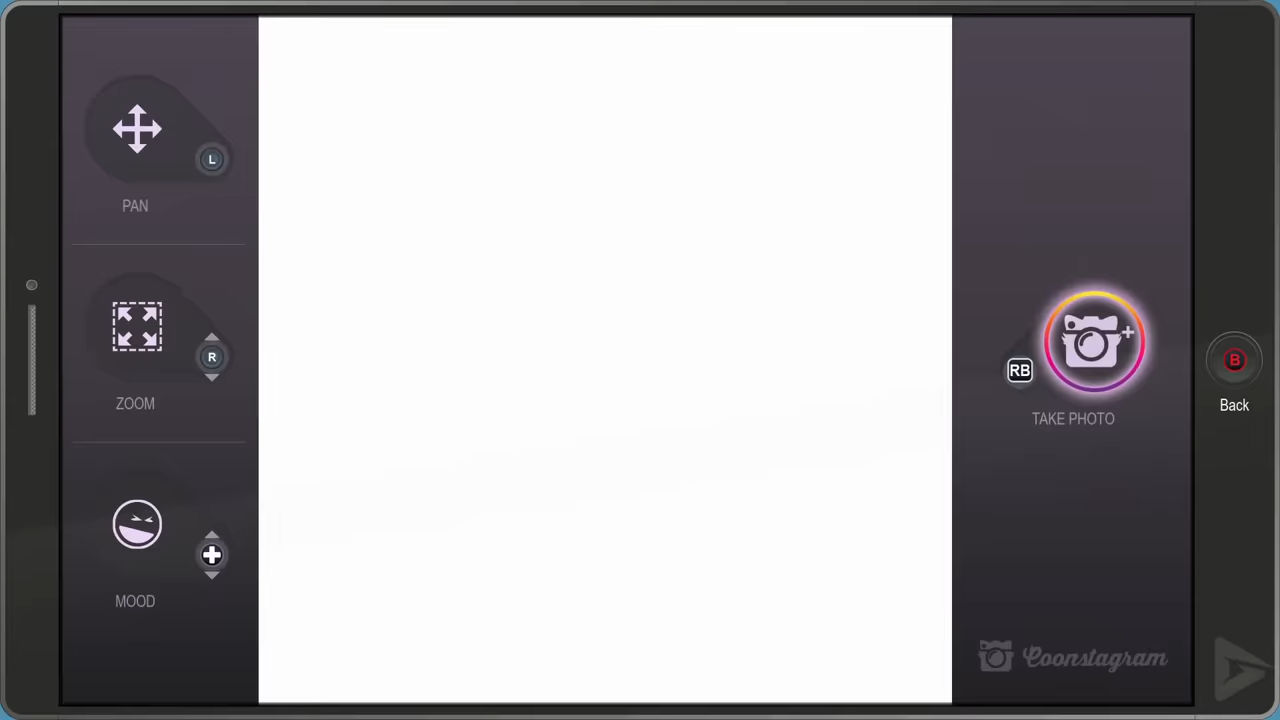 L
PAN
R
ZOOM
MOOD
RB
TAKE PHOTO
B
Back
Coonstagram